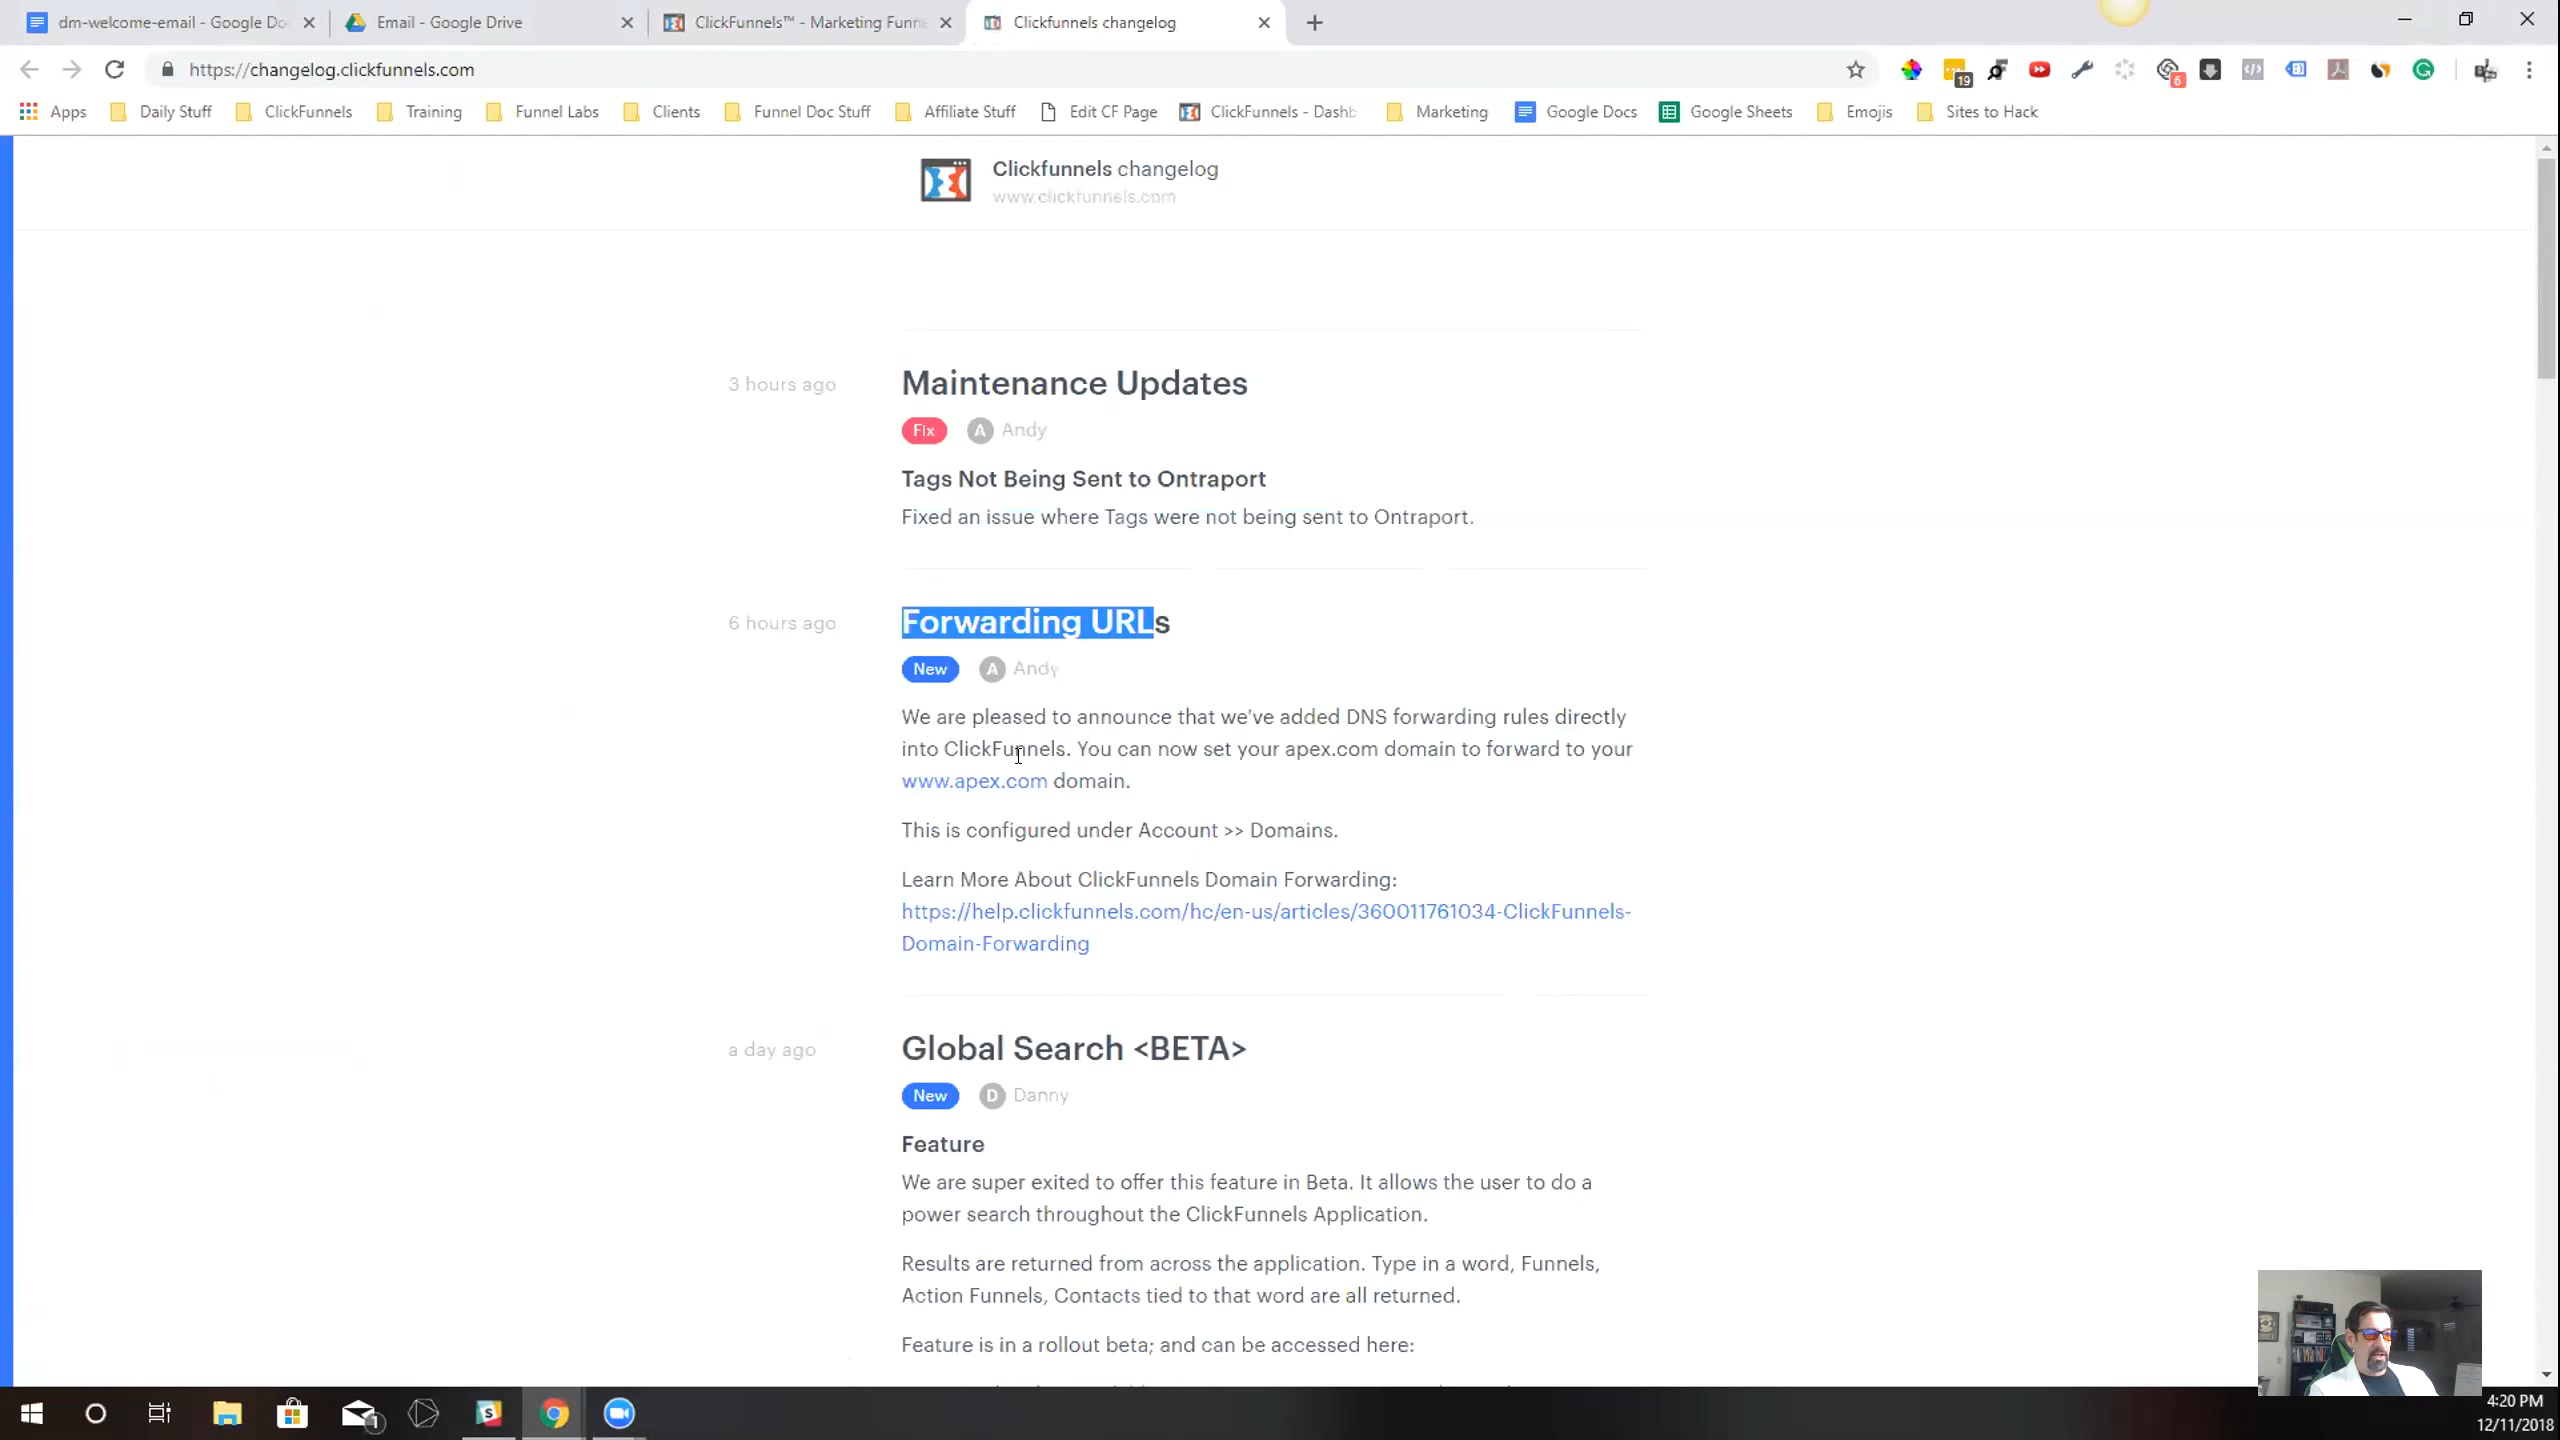 dm-welcome-email - Google Do
Email - Google Drive
ClickFunnels™ - Marketing Funne
Clickfunnels changelog
https://changelog.clickfunnels.com
19
6
Apps
Daily Stuff
ClickFunnels
Training
Funnel Labs
Clients
Funnel Doc Stuff
Affiliate Stuff
Edit CF Page
ClickFunnels - Dashb
Marketing
Google Docs
Google Sheets
Emojis
Sites to Hack
Clickfunnels changelog
www.clickfunnels.com
3 hours ago
Maintenance Updates
Fix
A Andy
Tags Not Being Sent to Ontraport
Fixed an issue where Tags were not being sent to Ontraport.
6 hours ago
Forwarding URLs
New
A Andy
We are pleased to announce that we've added DNS forwarding rules directly
into ClickFunnels. You can now set your apex.com domain to forward to your
www.apex.com domain.
This is configured under Account >> Domains.
Learn More About ClickFunnels Domain Forwarding:
https://help.clickfunnels.com/hc/en-us/articles/360011761034-ClickFunnels-
Domain-Forwarding
a day ago
Global Search <BETA>
New
D Danny
Feature
We are super exited to offer this feature in Beta. It allows the user to do a
power search throughout the ClickFunnels Application.
Results are returned from across the application. Type in a word, Funnels,
Action Funnels, Contacts tied to that word are all returned.
Feature is in a rollout beta; and can be accessed here:
1
4:20 PM
12/11/2018